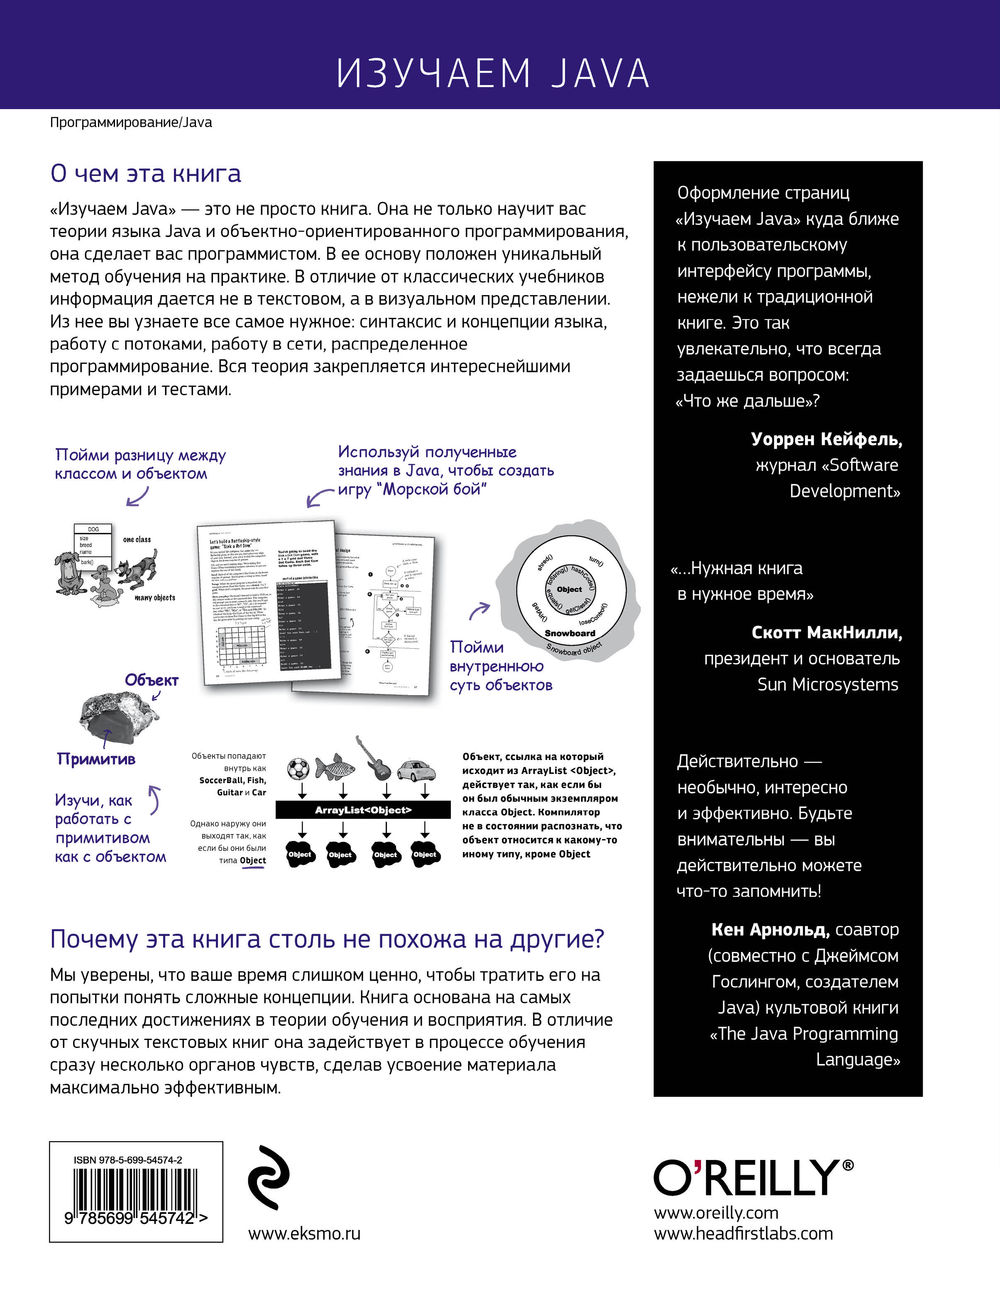 ИЗУЧАЕМ JAVA
Программирование/Java
О чем эта книга
«Изучаем Java» — это не просто книга. Она не только научит вас
теории языка Java и объектно-ориентированного программирования,
она сделает вас программистом. В ее основу положен уникальный
метод обучения на практике. В отличие от классических учебников
информация дается не в текстовом, а в визуальном представлении.
Из нее вы узнаете все самое нужное: синтаксис и концепции языка,
работу с потоками, работу в сети, распределенное
программирование. Вся теория закрепляется интереснейшими
примерами и тестами.
Пойми разницу между
классом и объектом
Используй полученные
знания в Java, чтобы создать
игру “Морской бой”
DOG
size
breed
name
bark()
one class
many objects
Let's build a Battleship-style
game: "Sink a Dot Com"
Object
Snowboard
Snowboard object
Пойми
внутреннюю
суть объектов
Объект
Примитив
Изучи, как
работать с
примитивом
как с объектом
Объекты попадают
внутрь как
SoccerBall, Fish,
Guitar и Car
Однако наружу они
выходят так, как
если бы они были
типа Object
ArrayList<Object>
Object
Object
Object
Object
Объект, ссылка на который
исходит из ArrayList <Object>,
действует так, как если бы
он был обычным экземпляром
класса Object. Компилятор
не в состоянии распознать, что
объект относится к какому-то
иному типу, кроме Object
Почему эта книга столь не похожа на другие?
Мы уверены, что ваше время слишком ценно, чтобы тратить его на
попытки понять сложные концепции. Книга основана на самых
последних достижениях в теории обучения и восприятия. В отличие
от скучных текстовых книг она задействует в процессе обучения
сразу несколько органов чувств, сделав усвоение материала
максимально эффективным.
Оформление страниц
«Изучаем Java» куда ближе
к пользовательскому
интерфейсу программы,
нежели к традиционной
книге. Это так
увлекательно, что всегда
задаешься вопросом:
«Что же дальше»?
Уоррен Кейфель,
журнал «Software
Development»
«…Нужная книга
в нужное время»
Скотт МакНилли,
президент и основатель
Sun Microsystems
Действительно —
необычно, интересно
и эффективно. Будьте
внимательны — вы
действительно можете
что-то запомнить!
Кен Арнольд, соавтор
(совместно с Джеймсом
Гослингом, создателем
Java) культовой книги
«The Java Programming
Language»
ISBN 978-5-699-54574-2
9 785699 545742 >
www.eksmo.ru
O'REILLY®
www.oreilly.com
www.headfirstlabs.com